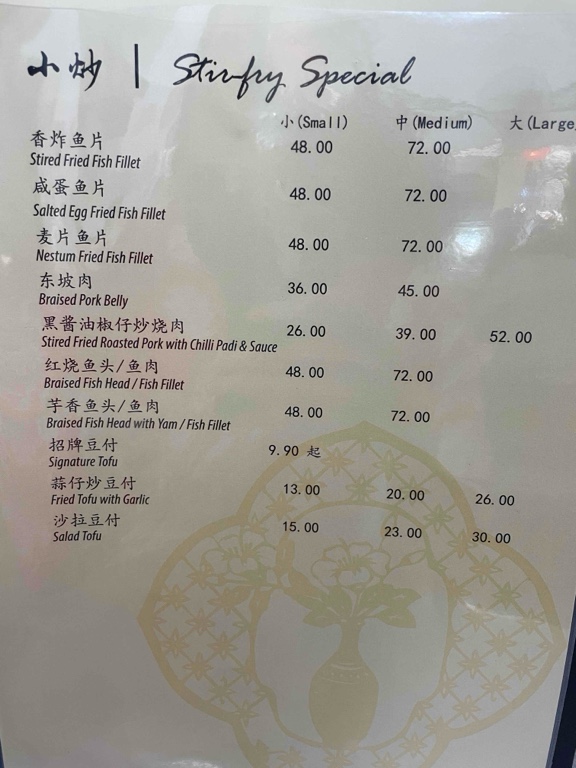 小炒 | Stir-fry Special
小(Small) 中(Medium) 大(Large
香炸鱼片 48.00 72.00
Stired Fried Fish Fillet
咸蛋鱼片 48.00 72.00
Salted Egg Fried Fish Fillet
麦片鱼片 48.00 72.00
Nestum Fried Fish Fillet
东坡肉 36.00 45.00
Braised Pork Belly
黑酱油椒仔炒烧肉 26.00 39.00 52.00
Stired Fried Roasted Pork with Chilli Padi & Sauce
红烧鱼头/鱼肉 48.00 72.00
Braised Fish Head / Fish Fillet
芋香鱼头/鱼肉 48.00 72.00
Braised Fish Head with Yam / Fish Fillet
招牌豆付 9.90 起
Signature Tofu
蒜仔炒豆付 13.00 20.00 26.00
Fried Tofu with Garlic
沙拉豆付 15.00 23.00 30.00
Salad Tofu